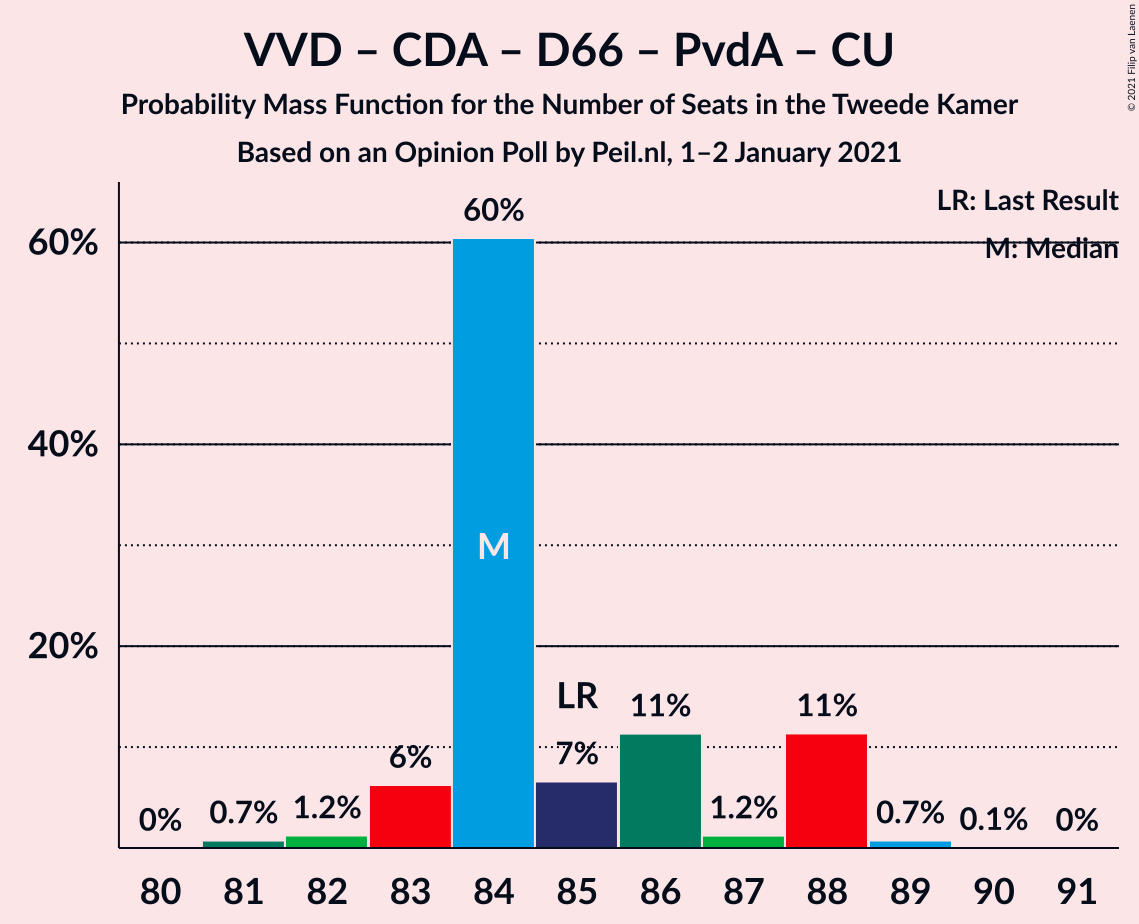 VVD – CDA – D66 – PvdA – CU
Probability Mass Function for the Number of Seats in the Tweede Kamer
Based on an Opinion Poll by Peil.nl, 1–2 January 2021
© 2021 Filip van Laenen
LR: Last Result
M: Median
60%
40%
20%
0%
0.7%
1.2%
6%
60%
M
LR
7%
11%
1.2%
11%
0.7%
0.1%
0%
80 81 82 83 84 85 86 87 88 89 90 91